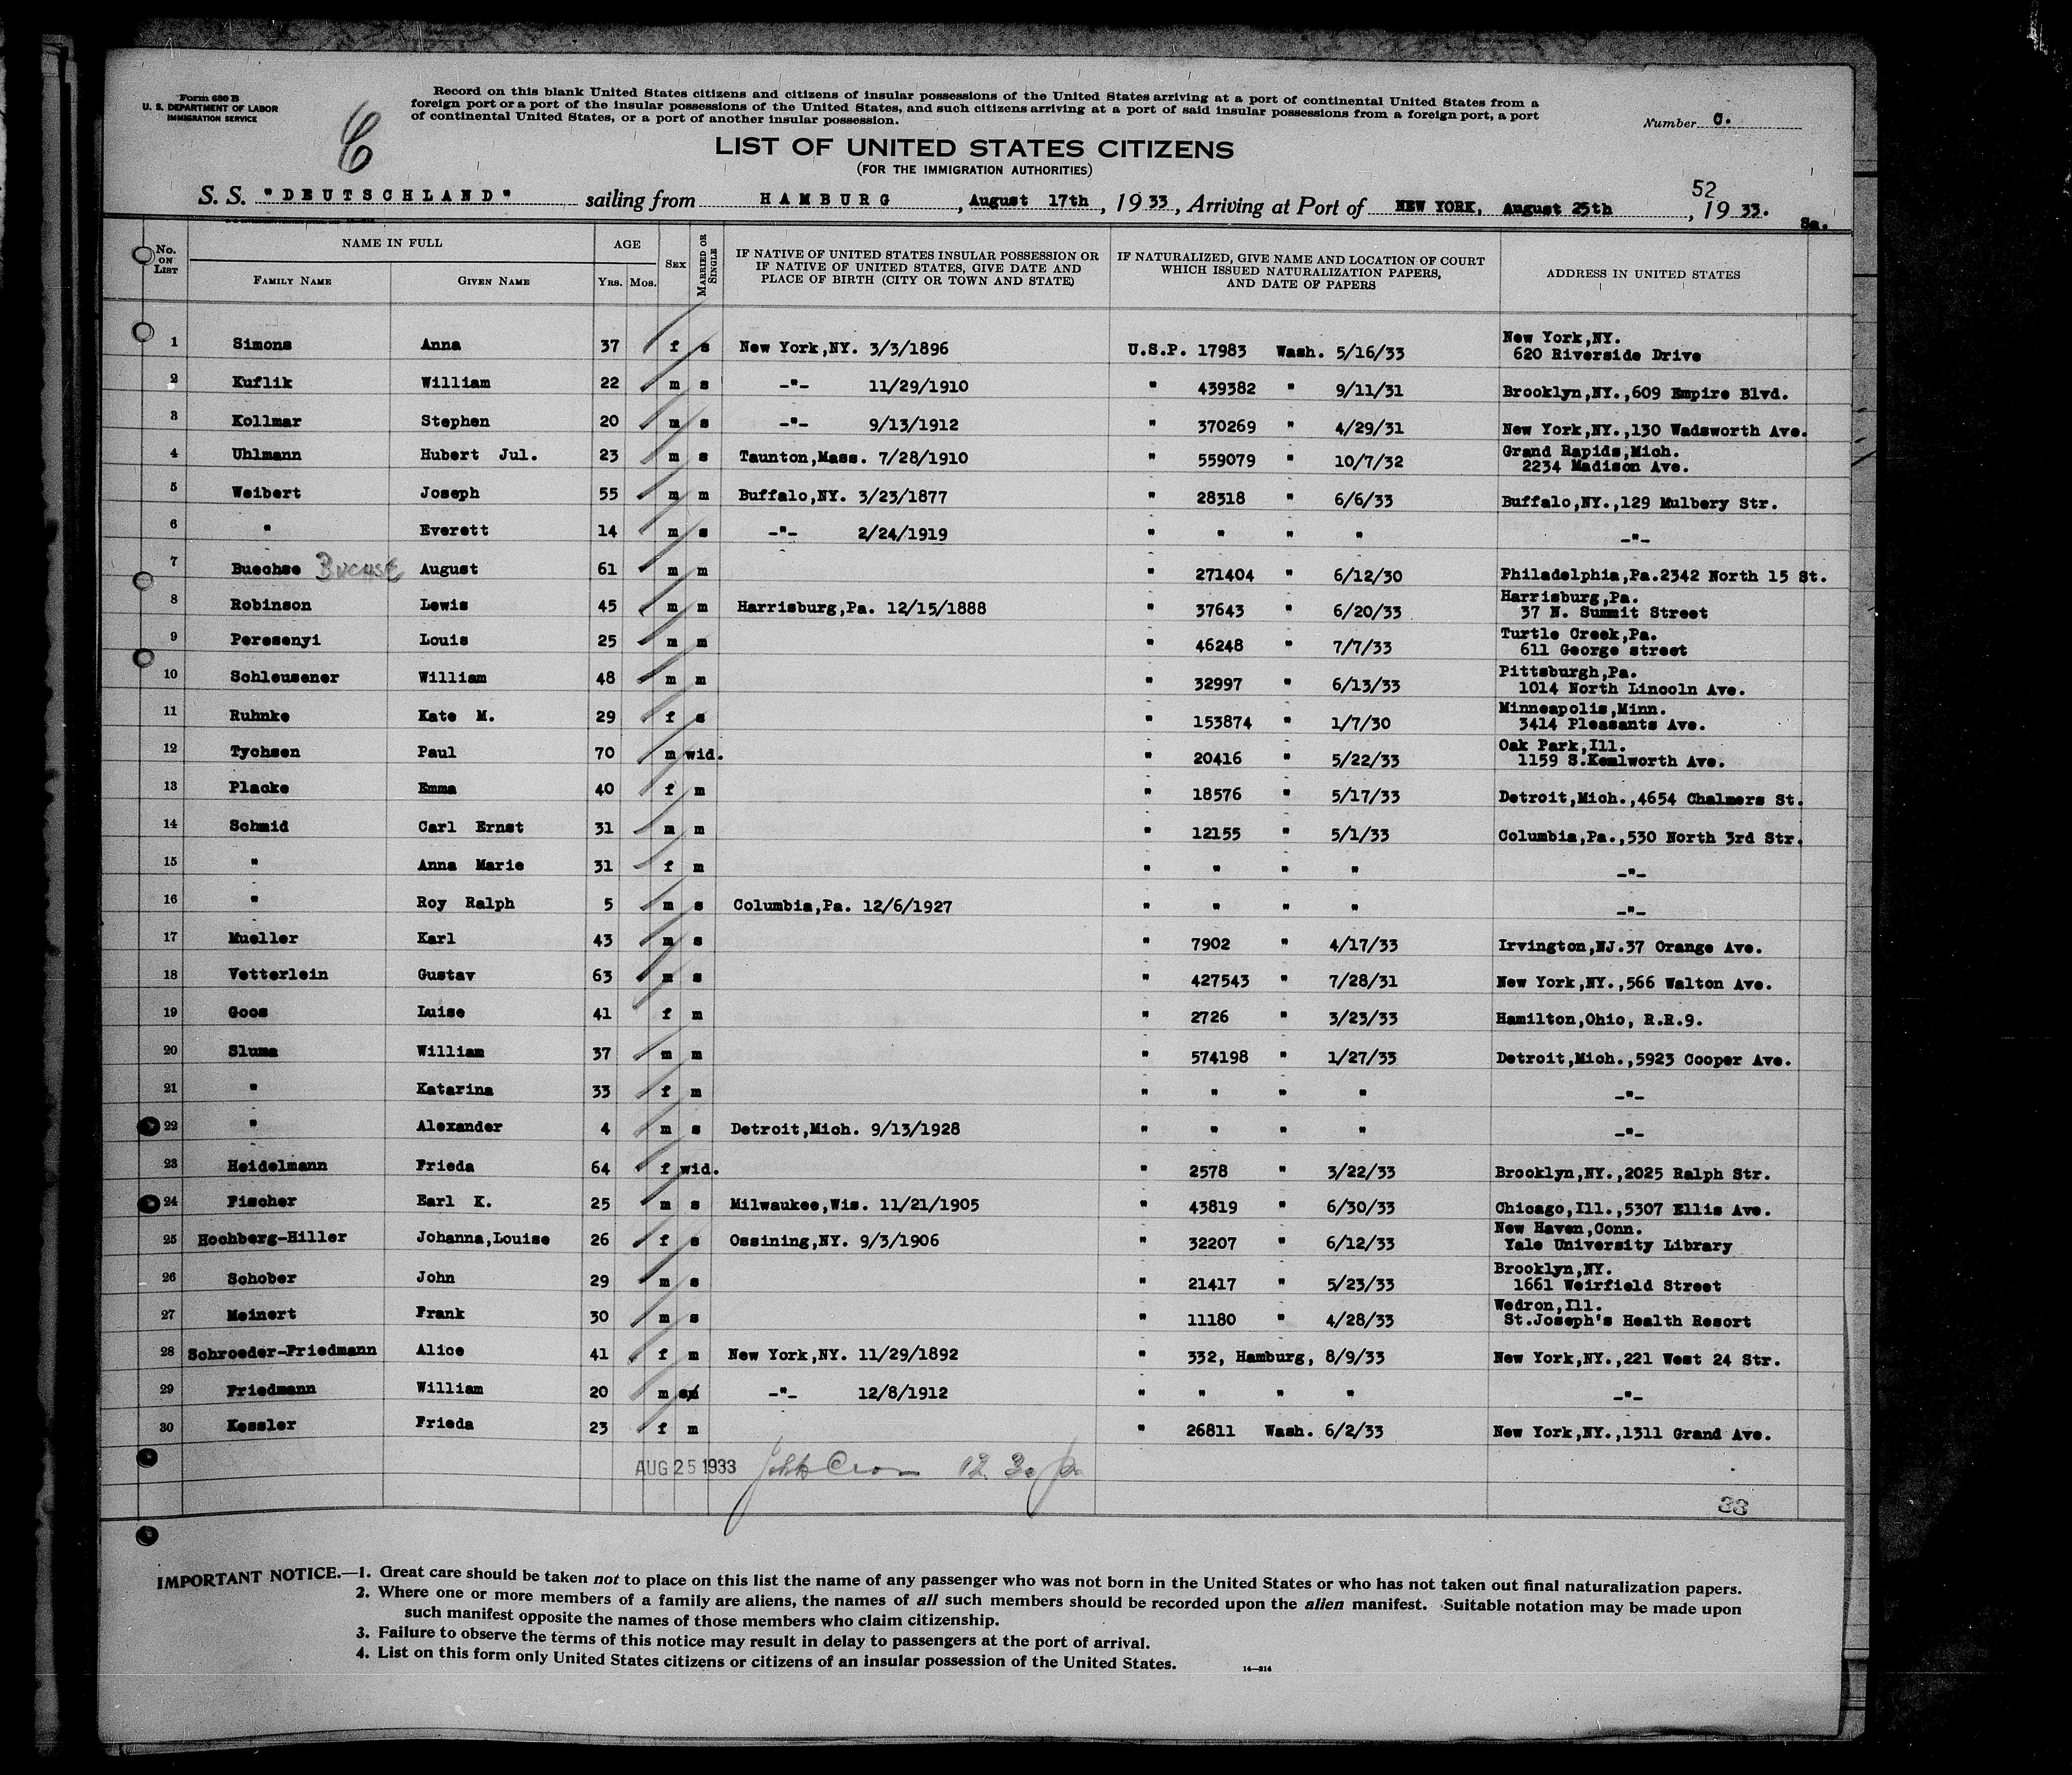 Form 630 B
U. S. DEPARTMENT OF LABOR
IMMIGRATION SERVICE
Record on this blank United States citizens and citizens of insular possessions of the United States arriving at a port of continental United States from a
foreign port or a port of the insular possessions of the United States, and such citizens arriving at a port of said insular possessions from a foreign port, a port
of continental United States, or a port of another insular possession.
Number
LIST OF UNITED STATES CITIZENS
(FOR THE IMMIGRATION AUTHORITIES)
52
S. S. "DEUTSCHLAND" sailing from HAMBURG, August 17th, 1933, Arriving at Port of NEW YORK, August 25th, 1933.
No. ON LIST NAME IN FULL AGE SEX MARRIED OR SINGLE IF NATIVE OF UNITED STATES INSULAR POSSESSION OR IF NATIVE OF UNITED STATES, GIVE DATE AND PLACE OF BIRTH (CITY OR TOWN AND STATE) IF NATURALIZED, GIVE NAME AND LOCATION OF COURT WHICH ISSUED NATURALIZATION PAPERS, AND DATE OF PAPERS ADDRESS IN UNITED STATES
FAMILY NAME GIVEN NAME YRS. MOS.
1 Simons Anna 37 f s New York,NY. 3/3/1896 U.S.P. 17983 Wash. 5/16/33 New York,NY. 620 Riverside Drive
2 Kuflik William 22 m s -"- 11/29/1910 " 439382 " 9/11/31 Brooklyn,NY.,609 Empire Blvd.
3 Kollmar Stephen 20 m s -"- 9/13/1912 " 370269 " 4/29/31 New York,NY.,130 Wadsworth Ave.
4 Uhlmann Hubert Jul. 23 m s Taunton,Mass. 7/28/1910 " 559079 " 10/7/32 Grand Rapids,Mich. 2234 Madison Ave.
5 Weibert Joseph 55 m m Buffalo,NY. 3/23/1877 " 28318 " 6/6/33 Buffalo,NY.,129 Mulbery Str.
6 " Everett 14 m s -"- 2/24/1919 " " " " -"-
7 Buechse BUCHSE August 61 m m " 271404 " 6/12/30 Philadelphia,Pa.2342 North 15 St.
8 Robinson Lewis 45 m m Harrisburg,Pa. 12/15/1888 " 37643 " 6/20/33 Harrisburg,Pa. 37 N. Summit Street
9 Peresenyi Louis 25 m m " 46248 " 7/7/33 Turtle Creek,Pa. 611 George street
10 Schleusener William 48 m m " 32997 " 6/13/33 Pittsburgh,Pa. 1014 North Lincoln Ave.
11 Ruhnke Kate M. 29 f s " 153874 " 1/7/30 Minneapolis,Minn. 3414 Pleasants Ave.
12 Tychsen Paul 70 m wid. " 20416 " 5/22/33 Oak Park,Ill. 1159 S.Kemlworth Ave.
13 Placke Emma 40 f m " 18576 " 5/17/33 Detroit,Mich.,4654 Chalmers St.
14 Schmid Carl Ernst 31 m m " 12155 " 5/1/33 Columbia,Pa.,530 North 3rd Str.
15 " Anna Marie 31 f m " " " " -"-
16 " Roy Ralph 5 m s Columbia,Pa. 12/6/1927 " " " " -"-
17 Mueller Karl 43 m s " 7902 " 4/17/33 Irvington,NJ.37 Orange Ave.
18 Vetterlein Gustav 63 m s " 427543 " 7/28/31 New York,NY.,566 Walton Ave.
19 Goos Luise 41 f m " 2726 " 3/23/33 Hamilton,Ohio, R.R.9.
20 Sluma William 37 m m " 574198 " 1/27/33 Detroit,Mich.,5923 Cooper Ave.
21 " Katarina 33 f m " " " " -"-
22 " Alexander 4 m s Detroit,Mich. 9/13/1928 " " " " -"-
23 Heidelmann Frieda 64 f wid. " 2578 " 3/22/33 Brooklyn,NY.,2025 Ralph Str.
24 Fischer Earl K. 25 m s Milwaukee,Wis. 11/21/1905 " 43819 " 6/30/33 Chicago,Ill.,5307 Ellis Ave.
25 Hochberg-Hiller Johanna,Louise 26 f s Ossining,NY. 9/3/1906 " 32207 " 6/12/33 New Haven,Conn. Yale University Library
26 Schober John 29 m s " 21417 " 5/23/33 Brooklyn,NY. 1661 Weirfield Street
27 Meinert Frank 30 m s " 11180 " 4/28/33 Wedron,Ill. St.Joseph's Health Resort
28 Schroeder-Friedmann Alice 41 f m New York,NY. 11/29/1892 " 332, Hamburg, 8/9/33 New York,NY.,221 West 24 Str.
29 Friedmann William 20 m s -"- 12/8/1912 " " " " -"-
30 Kessler Frieda 23 f m " 26811 Wash. 6/2/33 New York,NY.,1311 Grand Ave.
AUG 25 1933
33
IMPORTANT NOTICE.—1. Great care should be taken not to place on this list the name of any passenger who was not born in the United States or who has not taken out final naturalization papers.
2. Where one or more members of a family are aliens, the names of all such members should be recorded upon the alien manifest. Suitable notation may be made upon
such manifest opposite the names of those members who claim citizenship.
3. Failure to observe the terms of this notice may result in delay to passengers at the port of arrival.
4. List on this form only United States citizens or citizens of an insular possession of the United States.
14—814